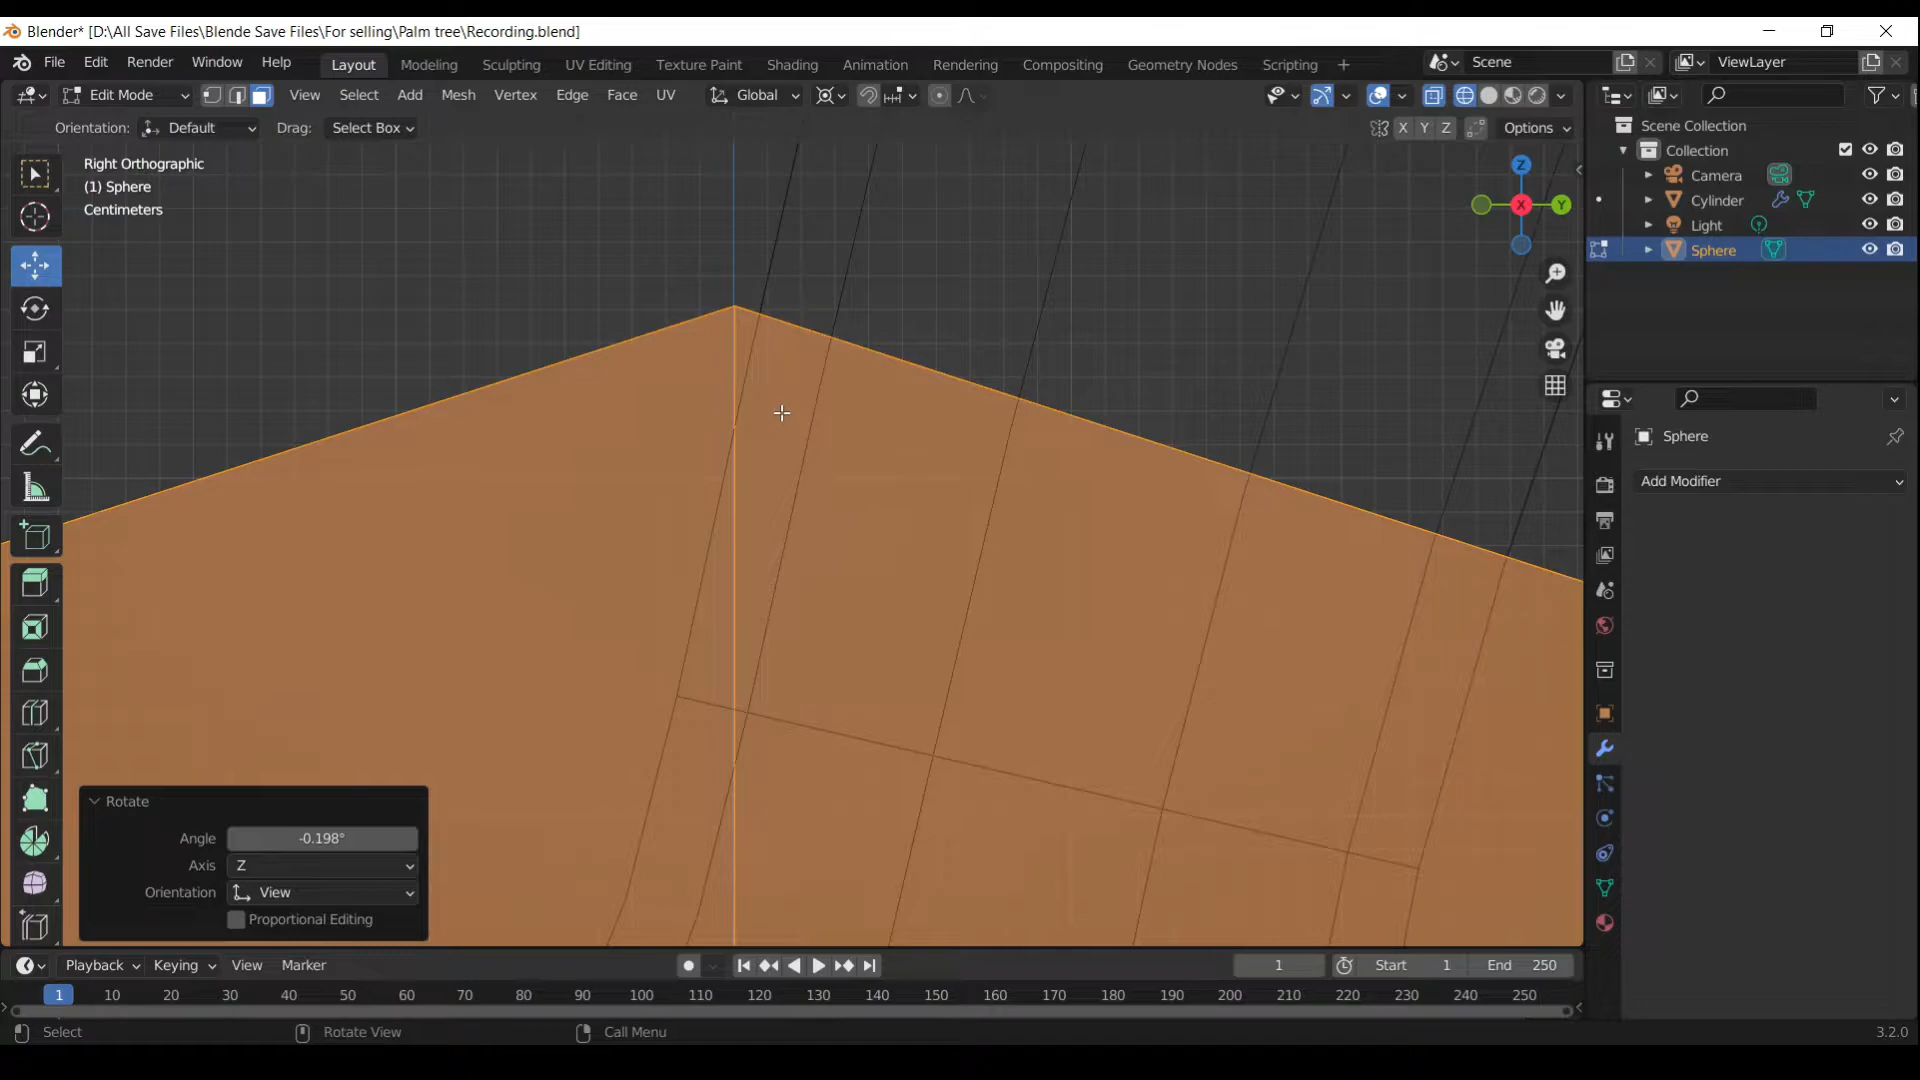 Blender* [D:\All Save Files\Blende Save Files\For selling\Palm tree\Recording.blend]
File Edit Render Window Help Layout Modeling Sculpting UV Editing Texture Paint Shading Animation Rendering Compositing Geometry Nodes Scripting + Scene ViewLayer
Edit Mode View Select Add Mesh Vertex Edge Face UV Global
Orientation: Default Drag: Select Box X Y Z Options
Right Orthographic
(1) Sphere
Centimeters
Z
X
Y
Scene Collection
Collection
Camera
Cylinder
Light
Sphere
Sphere
Add Modifier
Rotate
Angle -0.198°
Axis Z
Orientation View
Proportional Editing
Playback Keying View Marker 1 Start 1 End 250
1 10 20 30 40 50 60 70 80 90 100 110 120 130 140 150 160 170 180 190 200 210 220 230 240 250
Select Rotate View Call Menu 3.2.0